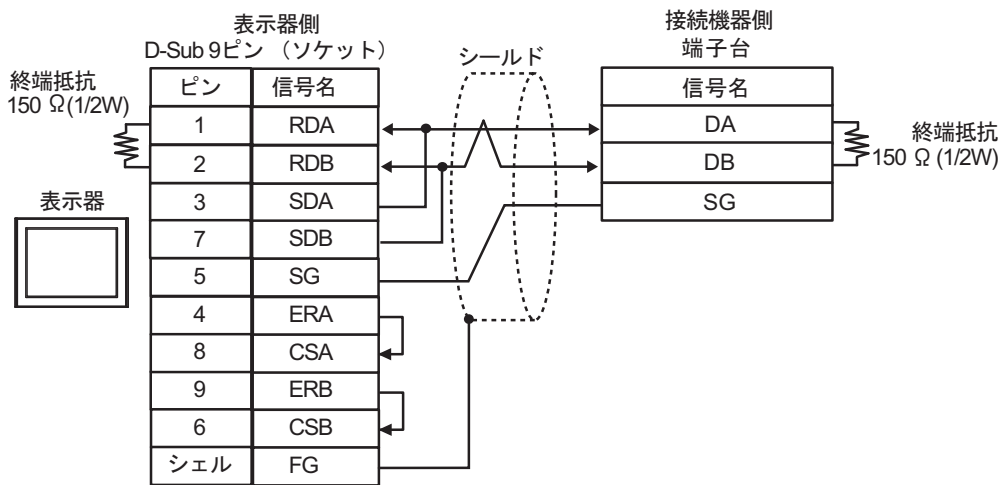 表示器側
D-Sub 9ピン （ソケット）
シールド
接続機器側
端子台
終端抵抗
150 Ω(1/2W)
ピン 信号名
1 RDA
2 RDB
3 SDA
7 SDB
5 SG
4 ERA
8 CSA
9 ERB
6 CSB
シェル FG
表示器
信号名
DA
DB
SG
終端抵抗
150 Ω (1/2W)